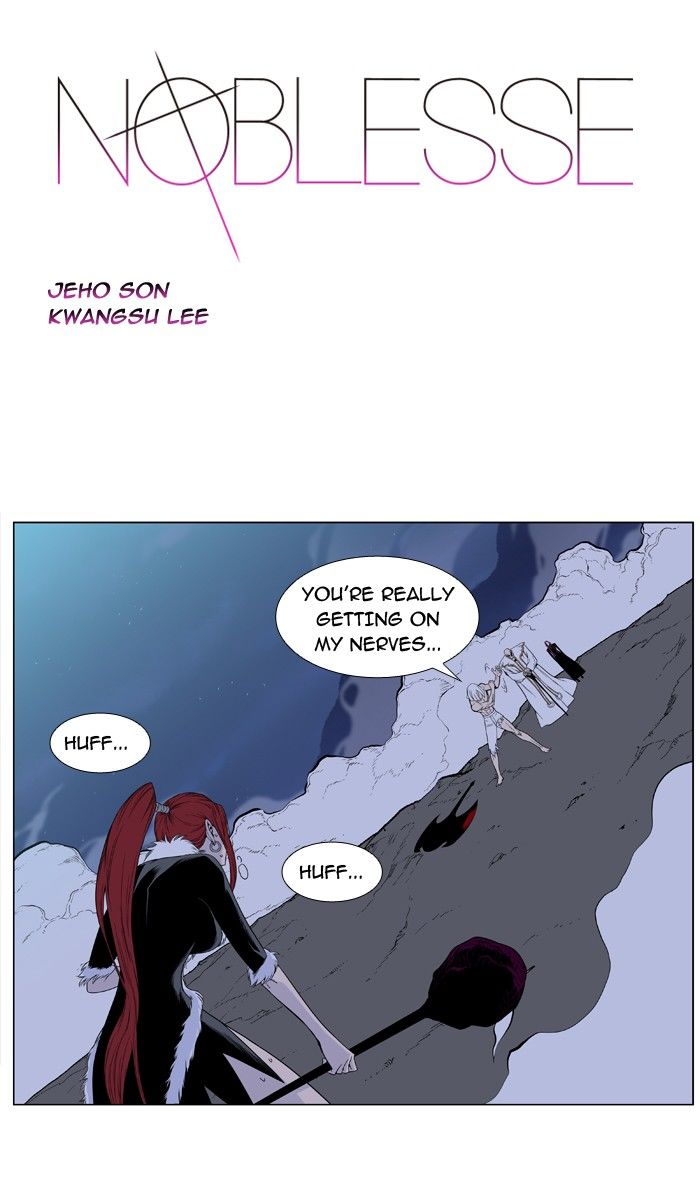 NOBLESSE
JEHO SON
KWANGSU LEE
YOU'RE REALLY
GETTING ON
MY NERVES...
HUFF...
HUFF...